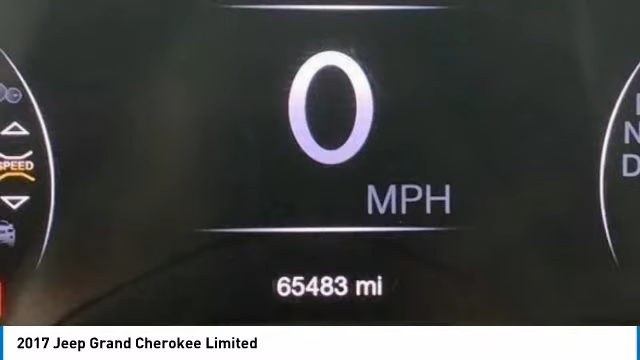 0
MPH
SPEED
N
D
65483 mi
2017 Jeep Grand Cherokee Limited